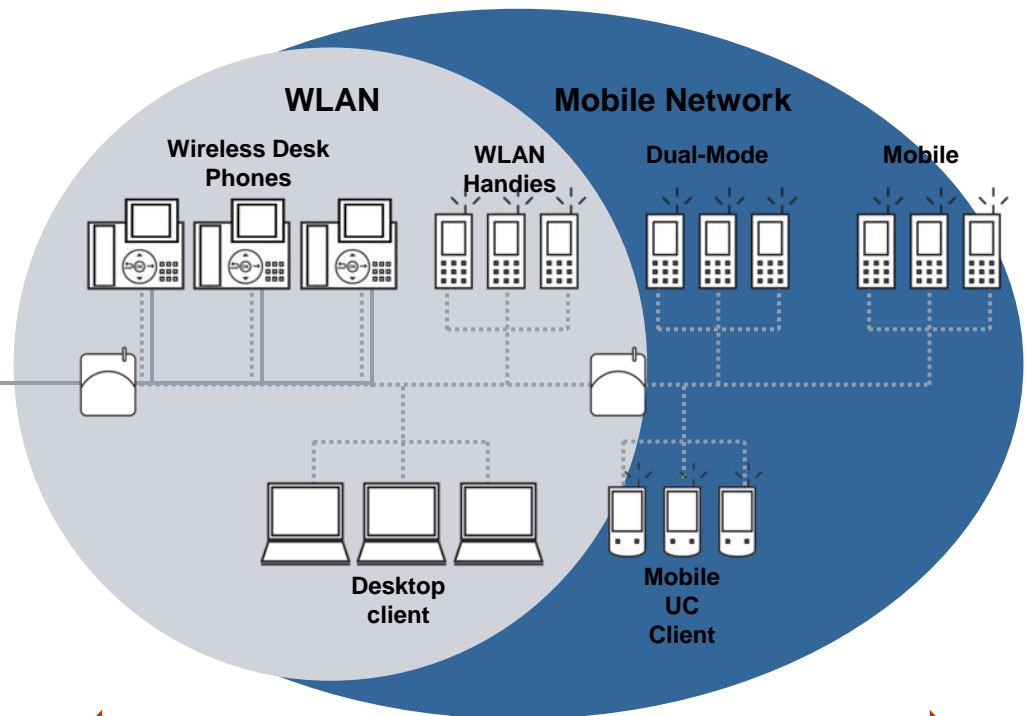 WLAN
Mobile Network
Wireless Desk
Phones
WLAN
Handies
Dual-Mode
Mobile
Desktop
client
Mobile
UC
Client